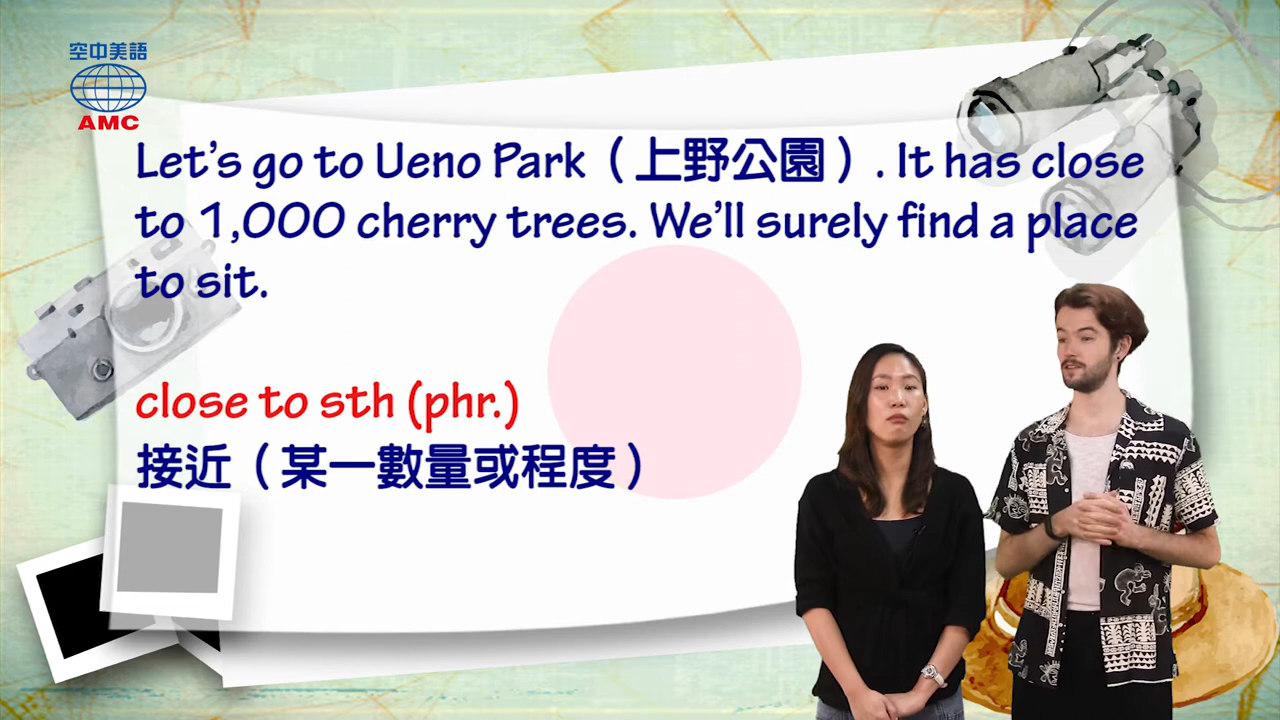 空中美語
AMC
Let's go to Ueno Park（上野公園）. It has close
to 1,000 cherry trees. We'll surely find a place
to sit.
close to sth (phr.)
接近（某一數量或程度）